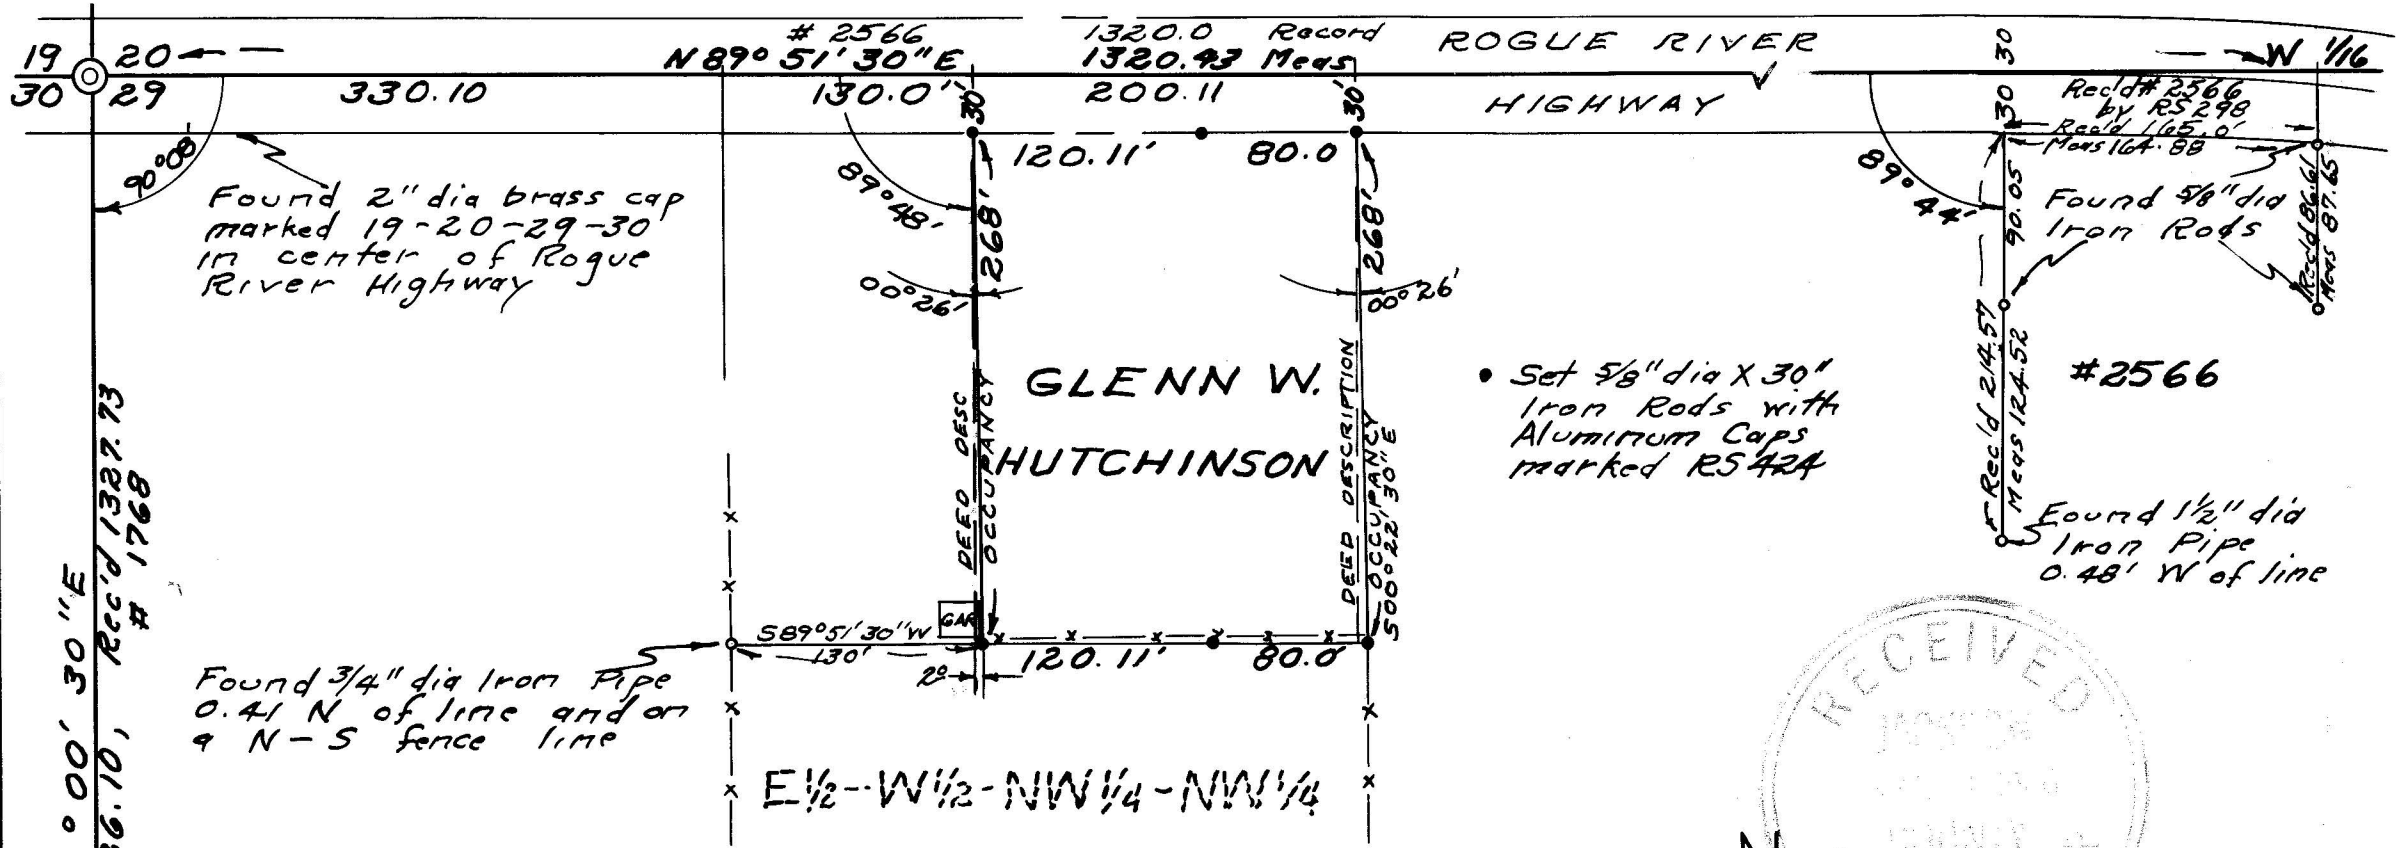 # 2566
1320.0 Record
ROGUE RIVER
19 20
N 89° 51' 30" E
1320.43 Meas
W 1/16
30 29
330.10
130.0'
200.11
HIGHWAY
30'
30'
30
30
Rec'd # 2566
by RS 298
Rec'd 165.0'
Meas 164.88
90°08'
120.11'
80.0
89°48'
268'
268'
89°44'
90.05
Rec'd 86.61
Meas 87.65
Found 2" dia brass cap
marked 19-20-29-30
in center of Rogue
River Highway
Found 5/8" dia
Iron Rods
00°26'
00°26'
GLENN W.
HUTCHINSON
DEED DESC
OCCUPANCY
DEED DESCRIPTION
OCCUPANCY
S00°22'30"E
• Set 5/8" dia X 30"
Iron Rods with
Aluminum Caps
marked RS 424
Rec'd 214.57
Meas 124.52
#2566
Found 1½" dia
Iron Pipe
0.48' W of line
Rec'd 1327.73
# 1768
° 00' 30" E
36.10,
S89°51'30"W
GAR
130'
120.11'
80.0'
2°
Found 3/4" dia Iron Pipe
0.41 N of line and on
a N-S fence line
E½--W½-NW¼-NW¼
RECEIVED